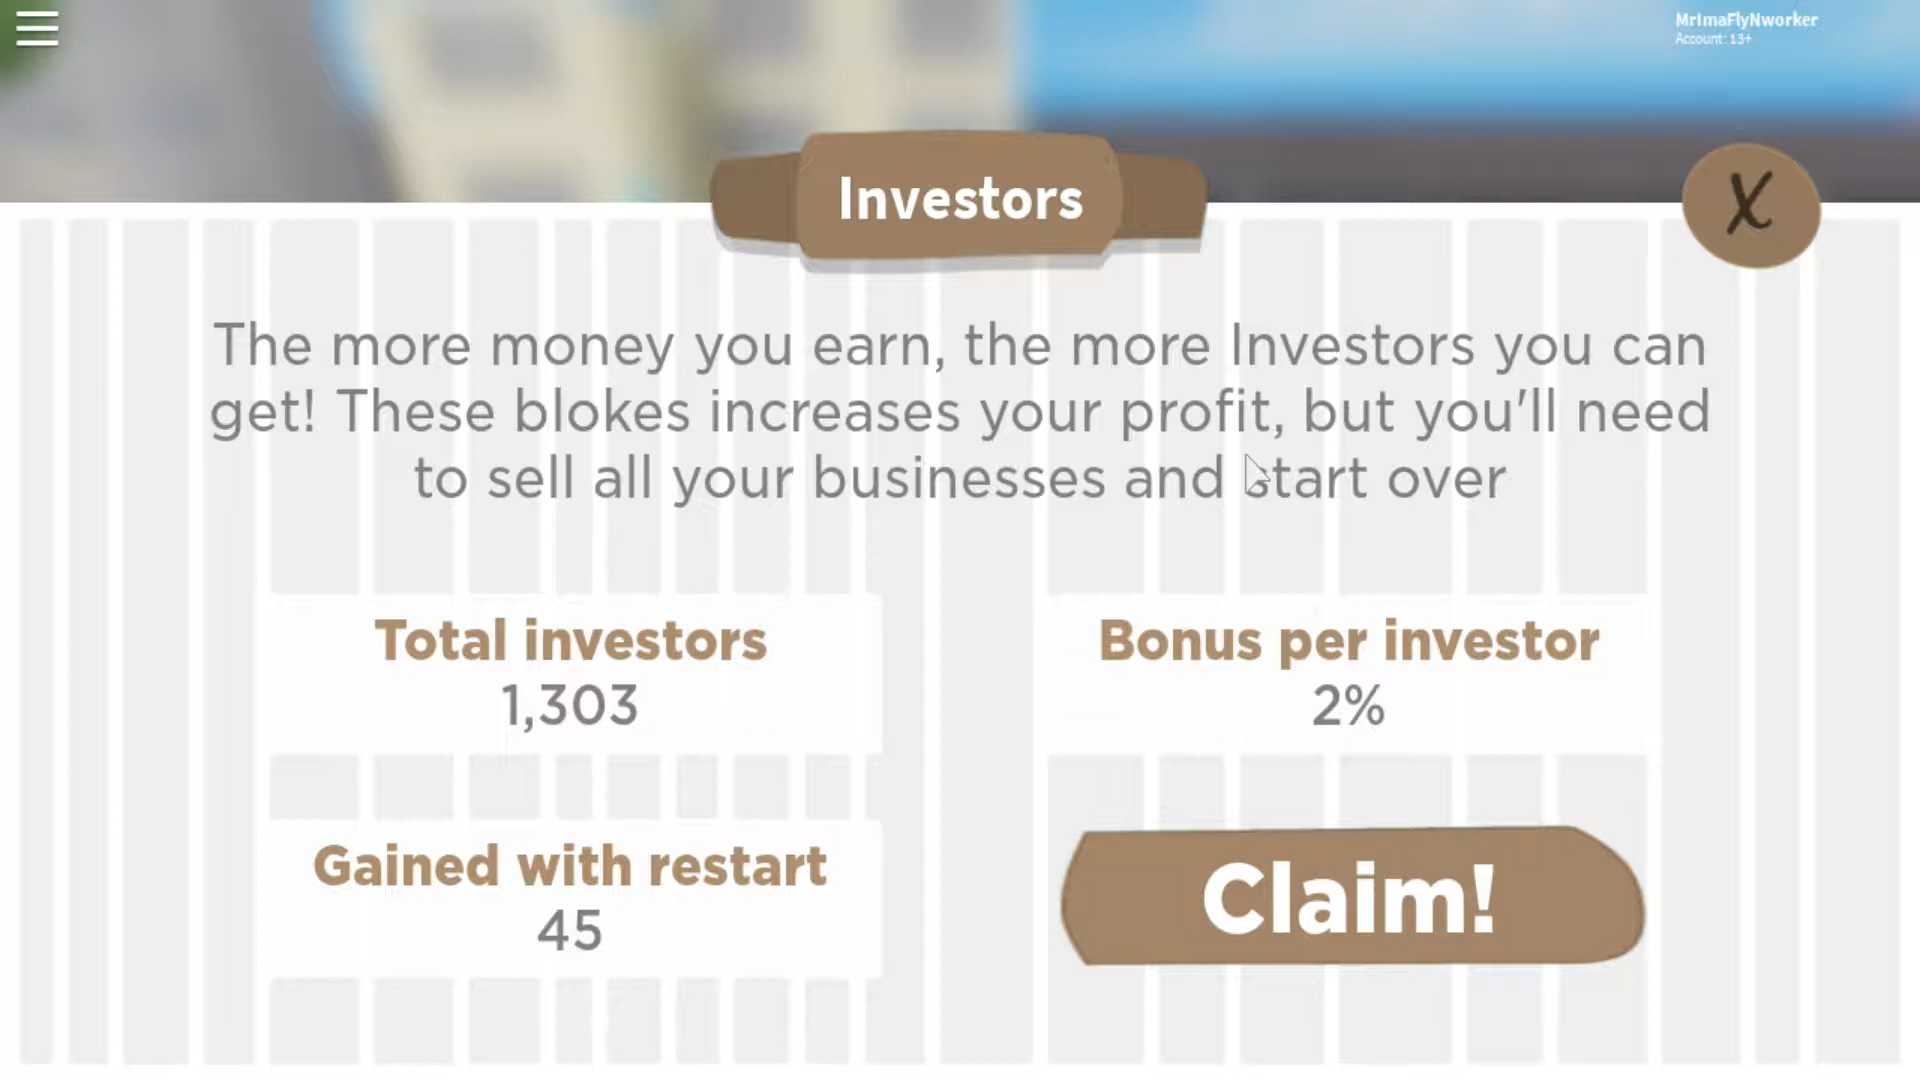 MrImaFlyNworker
Account: 13+
Investors
X
The more money you earn, the more Investors you can
get! These blokes increases your profit, but you'll need
to sell all your businesses and start over
Total investors
1,303
Bonus per investor
2%
Gained with restart
45
Claim!